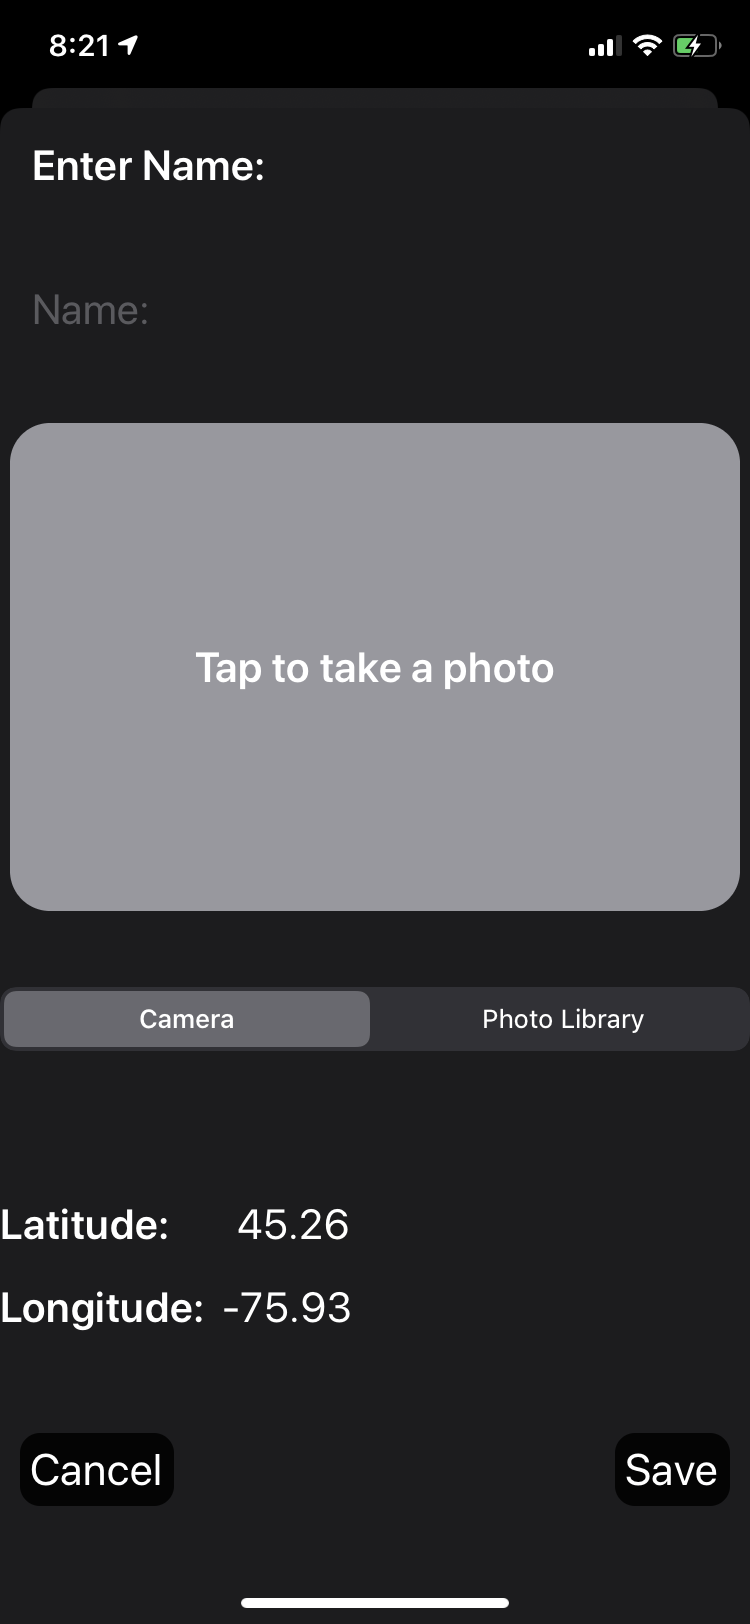 8:21
Enter Name:
Name:
Tap to take a photo
Camera Photo Library
Latitude: 45.26
Longitude: -75.93
Cancel Save